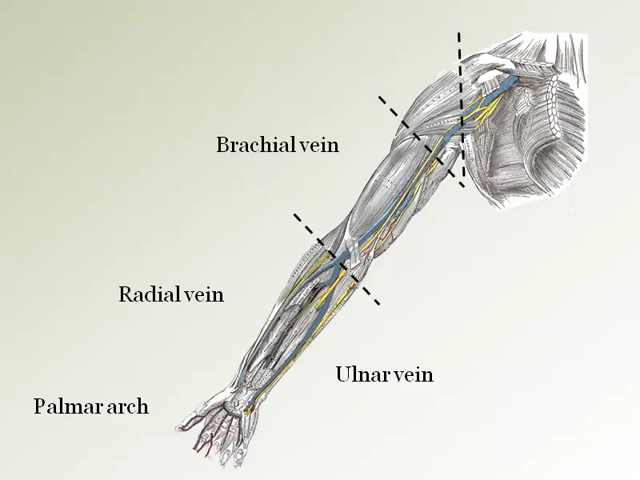 Brachial vein
Radial vein
Ulnar vein
Palmar arch